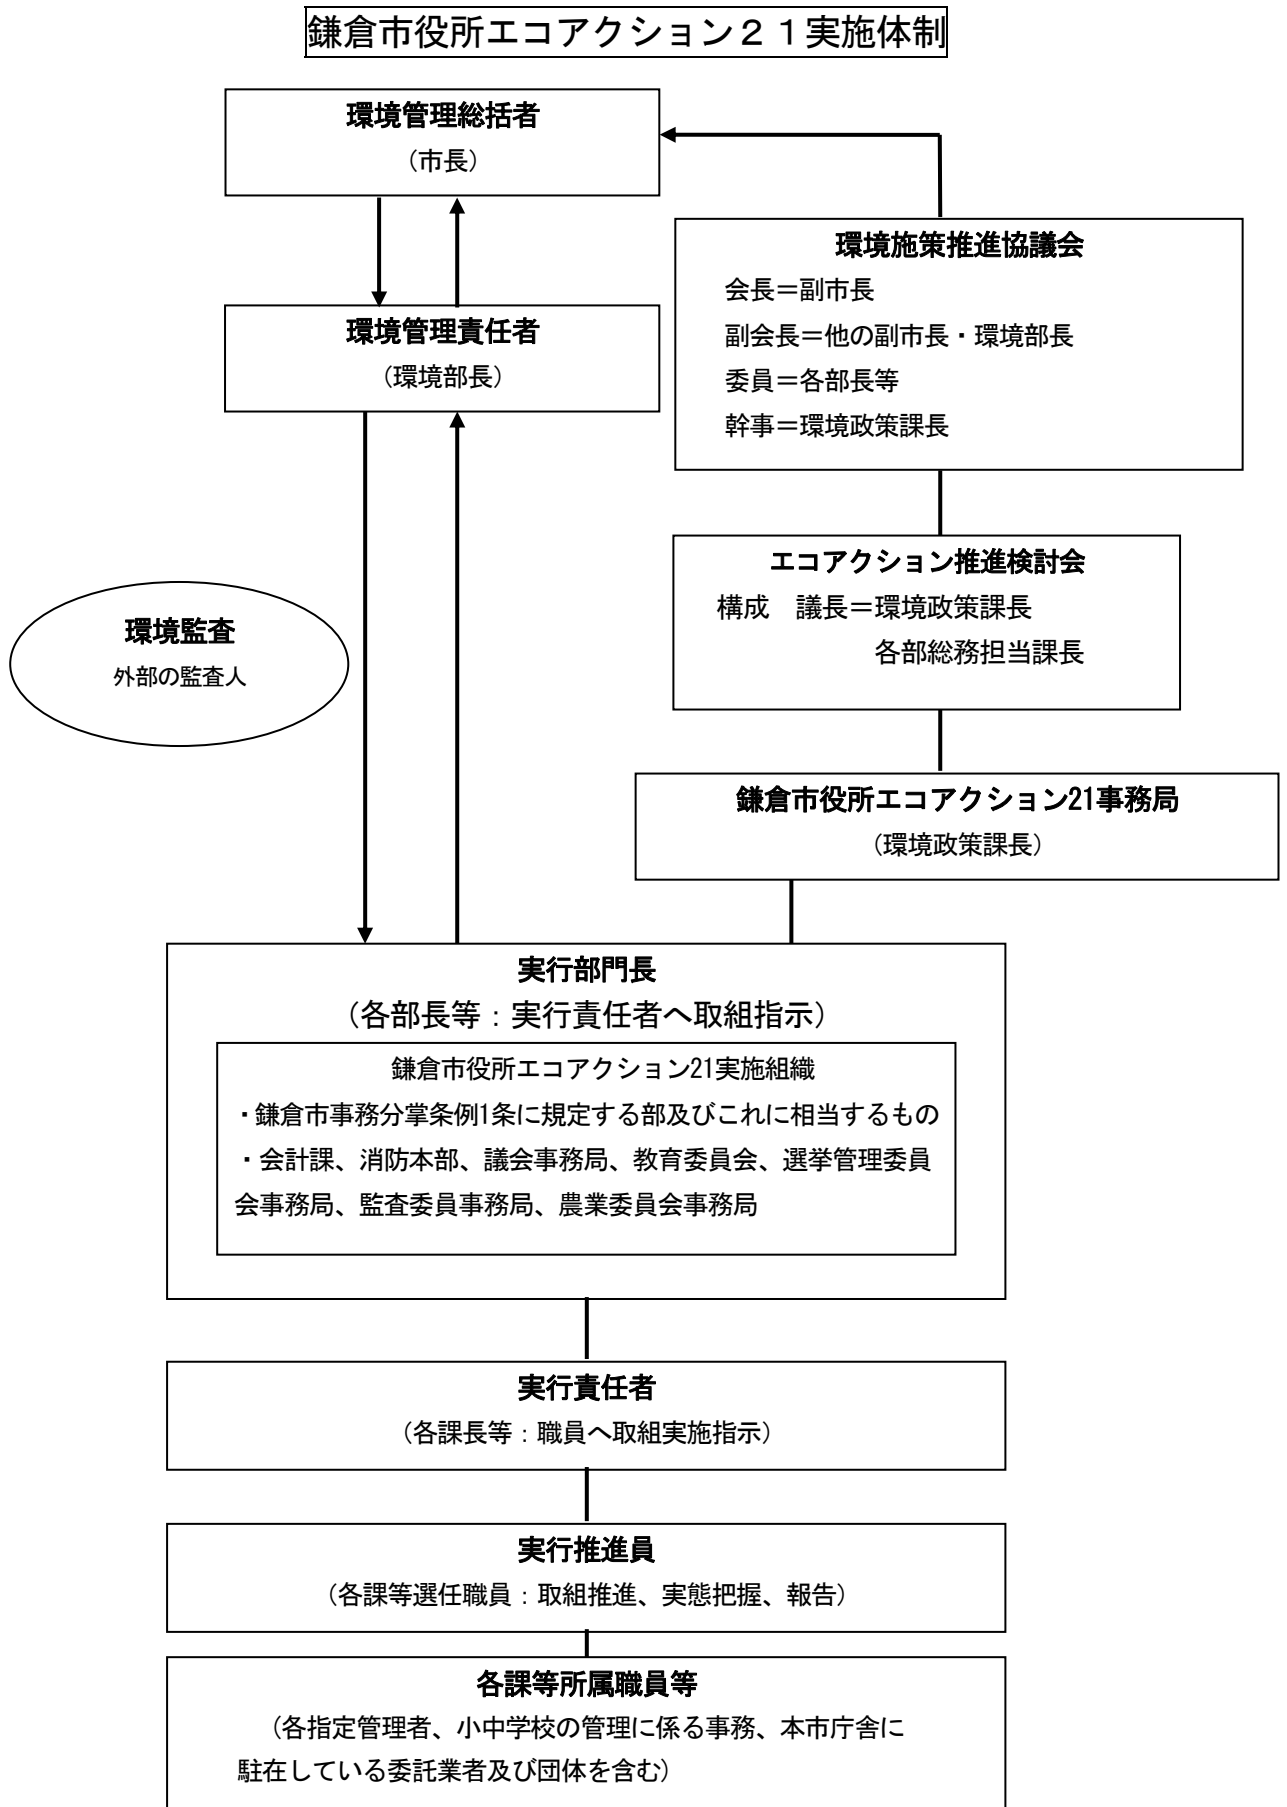 鎌倉市役所エコアクション２１実施体制
環境管理総括者
（市長）
環境施策推進協議会
会長＝副市長
副会長＝他の副市長・環境部長
委員＝各部長等
幹事＝環境政策課長
環境管理責任者
（環境部長）
エコアクション推進検討会
構成　議長＝環境政策課長
各部総務担当課長
環境監査
外部の監査人
鎌倉市役所エコアクション21事務局
（環境政策課長）
実行部門長
（各部長等：実行責任者へ取組指示）
鎌倉市役所エコアクション21実施組織
・鎌倉市事務分掌条例1条に規定する部及びこれに相当するもの
・会計課、消防本部、議会事務局、教育委員会、選挙管理委員
会事務局、監査委員事務局、農業委員会事務局
実行責任者
（各課長等：職員へ取組実施指示）
実行推進員
（各課等選任職員：取組推進、実態把握、報告）
各課等所属職員等
（各指定管理者、小中学校の管理に係る事務、本市庁舎に
駐在している委託業者及び団体を含む）